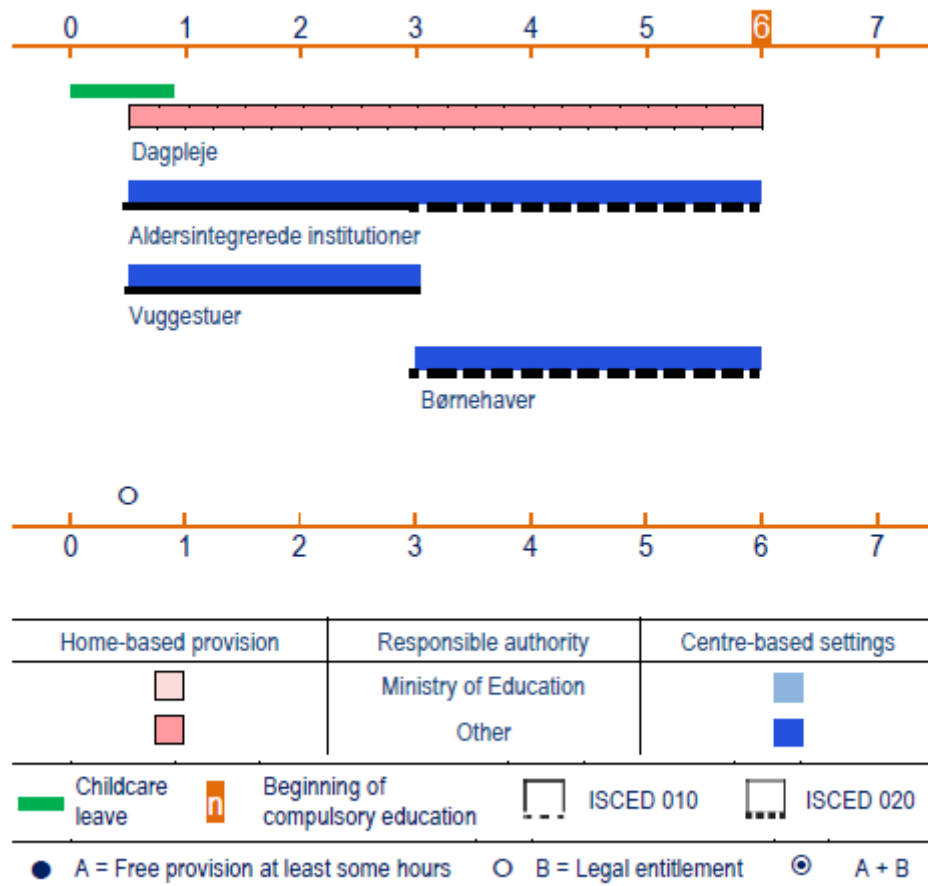 0 1 2 3 4 5 6 7
Dagpleje
Aldersintegrerede institutioner
Vuggestuer
Børnehaver
0 1 2 3 4 5 6 7
Home-based provision Responsible authority Centre-based settings
Ministry of Education
Other
Childcare leave n Beginning of compulsory education ISCED 010 ISCED 020
A = Free provision at least some hours B = Legal entitlement A + B